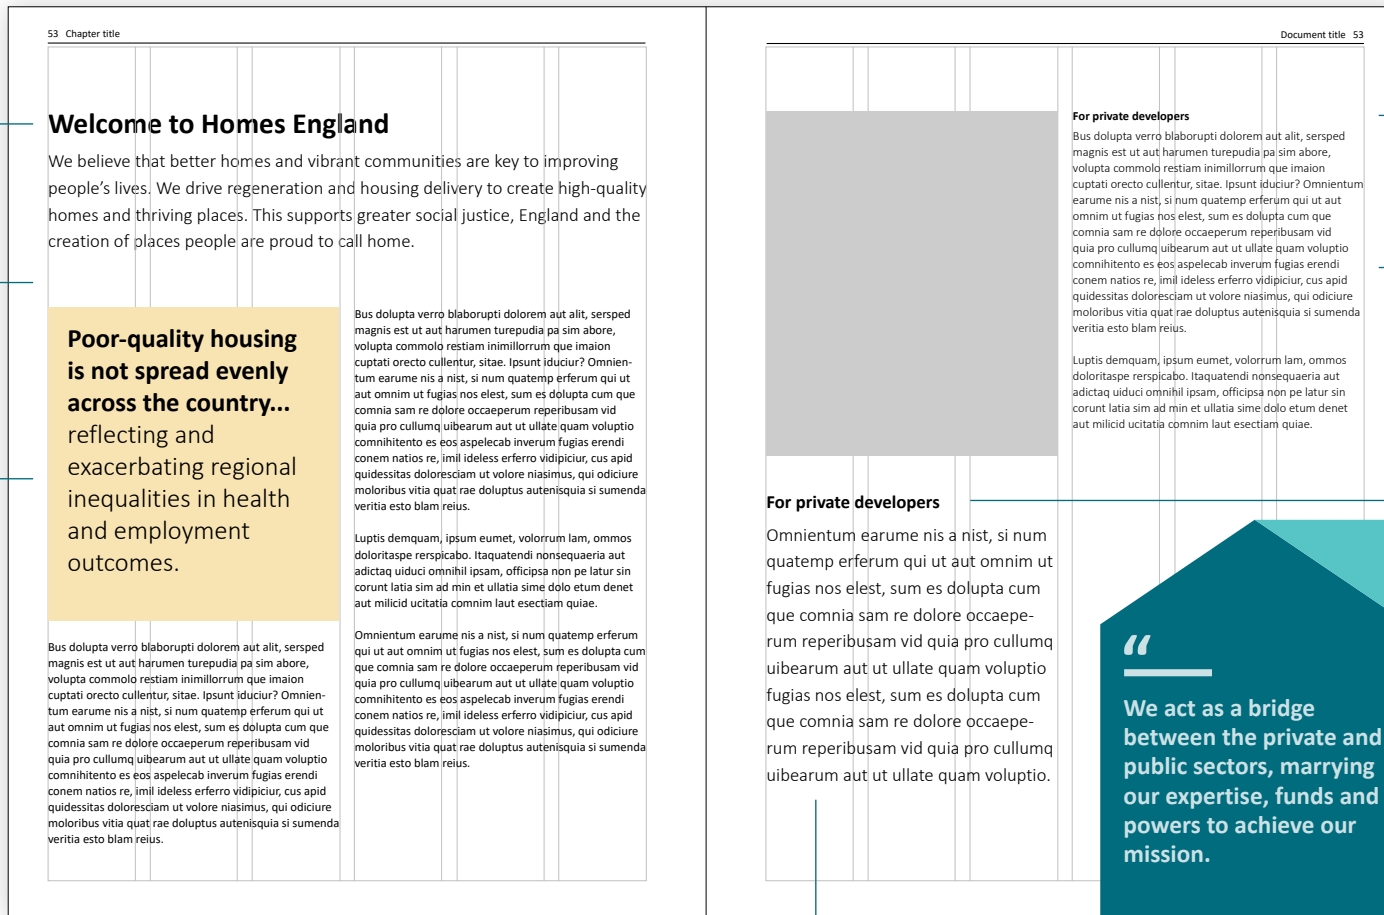 53 Chapter title
Welcome to Homes England
We believe that better homes and vibrant communities are key to improving
people’s lives. We drive regeneration and housing delivery to create high-quality
homes and thriving places. This supports greater social justice, England and the
creation of places people are proud to call home.
Poor-quality housing
is not spread evenly
across the country...
reflecting and
exacerbating regional
inequalities in health
and employment
outcomes.
Bus dolupta verro blaborupti dolorem aut alit, sersped
magnis est ut aut harumen turepudia pa sim abore,
volupta commolo restiam inimillorrum que imaion
cuptati orecto cullentur, sitae. Ipsunt iduciur? Omnien-
tum earume nis a nist, si num quatemp erferum qui ut
aut omnim ut fugias nos elest, sum es dolupta cum que
comnia sam re dolore occaeperum reperibusam vid
quia pro cullumq uibearum aut ut ullate quam voluptio
comnihitento es eos aspelecab inverum fugias erendi
conem natios re, imil ideless erferro vidipiciur, cus apid
quidessitas doloresciam ut volore niasimus, qui odiciure
moloribus vitia quat rae doluptus autenisquia si sumenda
veritia esto blam reius.
Bus dolupta verro blaborupti dolorem aut alit, sersped
magnis est ut aut harumen turepudia pa sim abore,
volupta commolo restiam inimillorrum que imaion
cuptati orecto cullentur, sitae. Ipsunt iduciur? Omnien-
tum earume nis a nist, si num quatemp erferum qui ut
aut omnim ut fugias nos elest, sum es dolupta cum que
comnia sam re dolore occaeperum reperibusam vid
quia pro cullumq uibearum aut ut ullate quam voluptio
comnihitento es eos aspelecab inverum fugias erendi
conem natios re, imil ideless erferro vidipiciur, cus apid
quidessitas doloresciam ut volore niasimus, qui odiciure
moloribus vitia quat rae doluptus autenisquia si sumenda
veritia esto blam reius.
Luptis demquam, ipsum eumet, volorrum lam, ommos
doloritaspe rerspicabo. Itaquatendi nonsequaeria aut
adictaq uiduci omnihil ipsam, officipsa non pe latur sin
corunt latia sim ad min et ullatia sime dolo etum denet
aut milicid ucitatia comnim laut esectiam quiae.
Omnientum earume nis a nist, si num quatemp erferum
qui ut aut omnim ut fugias nos elest, sum es dolupta cum
que comnia sam re dolore occaeperum reperibusam vid
quia pro cullumq uibearum aut ut ullate quam voluptio
comnihitento es eos aspelecab inverum fugias erendi
conem natios re, imil ideless erferro vidipiciur, cus apid
quidessitas doloresciam ut volore niasimus, qui odiciure
moloribus vitia quat rae doluptus autenisquia si sumenda
veritia esto blam reius.
Document title 53
For private developers
Bus dolupta verro blaborupti dolorem aut alit, sersped
magnis est ut aut harumen turepudia pa sim abore,
volupta commolo restiam inimillorrum que imaion
cuptati orecto cullentur, sitae. Ipsunt iduciur? Omnientum
earume nis a nist, si num quatemp erferum qui ut aut
omnim ut fugias nos elest, sum es dolupta cum que
comnia sam re dolore occaeperum reperibusam vid
quia pro cullumq uibearum aut ut ullate quam voluptio
comnihitento es eos aspelecab inverum fugias erendi
conem natios re, imil ideless erferro vidipiciur, cus apid
quidessitas doloresciam ut volore niasimus, qui odiciure
moloribus vitia quat rae doluptus autenisquia si sumenda
veritia esto blam reius.
Luptis demquam, ipsum eumet, volorrum lam, ommos
doloritaspe rerspicabo. Itaquatendi nonsequaeria aut
adictaq uiduci omnihil ipsam, officipsa non pe latur sin
corunt latia sim ad min et ullatia sime dolo etum denet
aut milicid ucitatia comnim laut esectiam quiae.
For private developers
Omnientum earume nis a nist, si num
quatemp erferum qui ut aut omnim ut
fugias nos elest, sum es dolupta cum
que comnia sam re dolore occaepe-
rum reperibusam vid quia pro cullumq
uibearum aut ut ullate quam voluptio
fugias nos elest, sum es dolupta cum
que comnia sam re dolore occaepe-
rum reperibusam vid quia pro cullumq
uibearum aut ut ullate quam voluptio.
“
We act as a bridge
between the private and
public sectors, marrying
our expertise, funds and
powers to achieve our
mission.